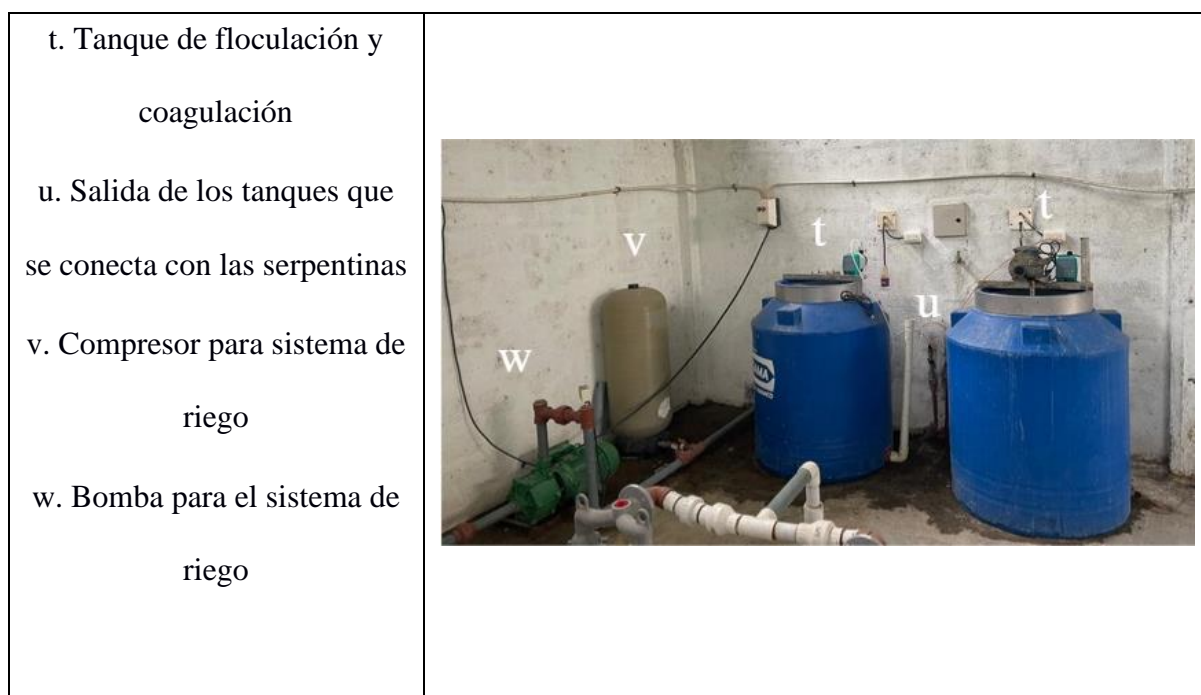 t. Tanque de floculación y
coagulación
u. Salida de los tanques que
se conecta con las serpentinas
v. Compresor para sistema de
riego
w. Bomba para el sistema de
riego
v
t
t
u
w